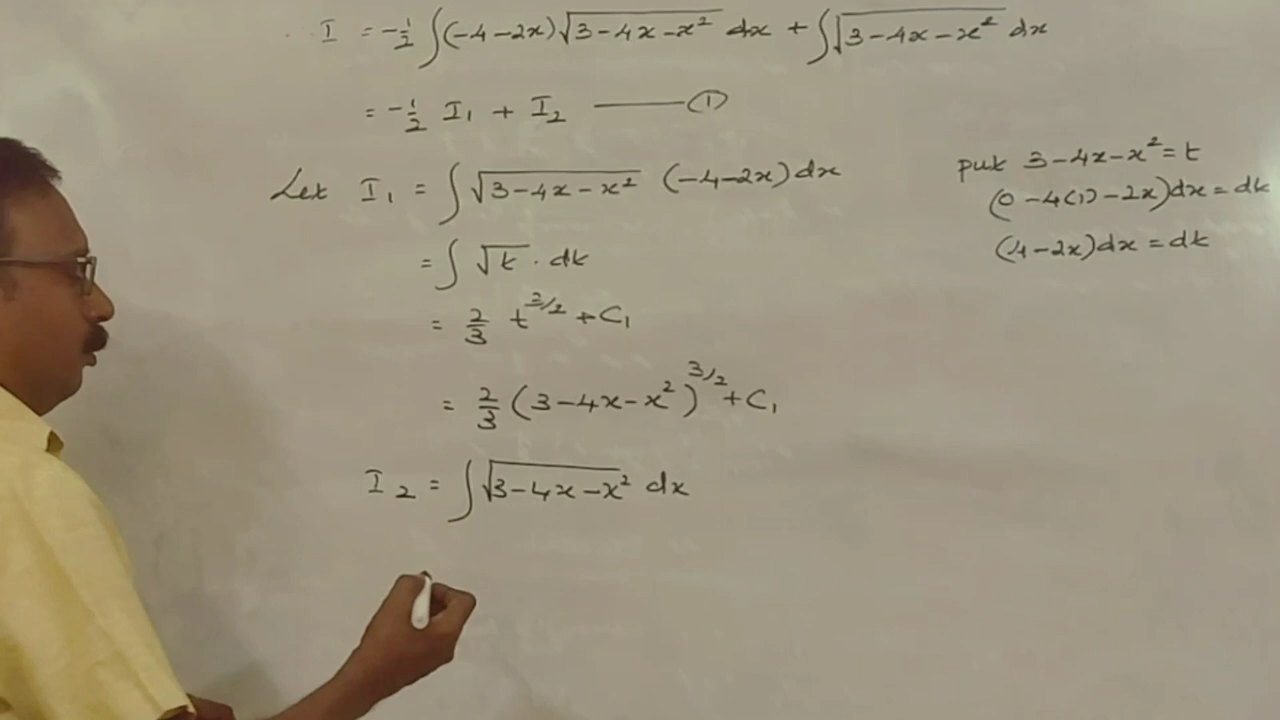 I = -1/2 ∫(-4-2x)√(3-4x-x²) dx + ∫√(3-4x-x²) dx
= -1/2 I₁ + I₂ ——— ①
Let I₁ = ∫ √(3-4x-x²) (-4-2x)dx
= ∫ √t . dt
= 2/3 t^(3/2) + C₁
= 2/3 (3-4x-x²)^(3/2) + C₁
I₂ = ∫√(3-4x-x²) dx
put 3-4x-x² = t
(0-4(1)-2x)dx = dt
(-4-2x)dx = dt